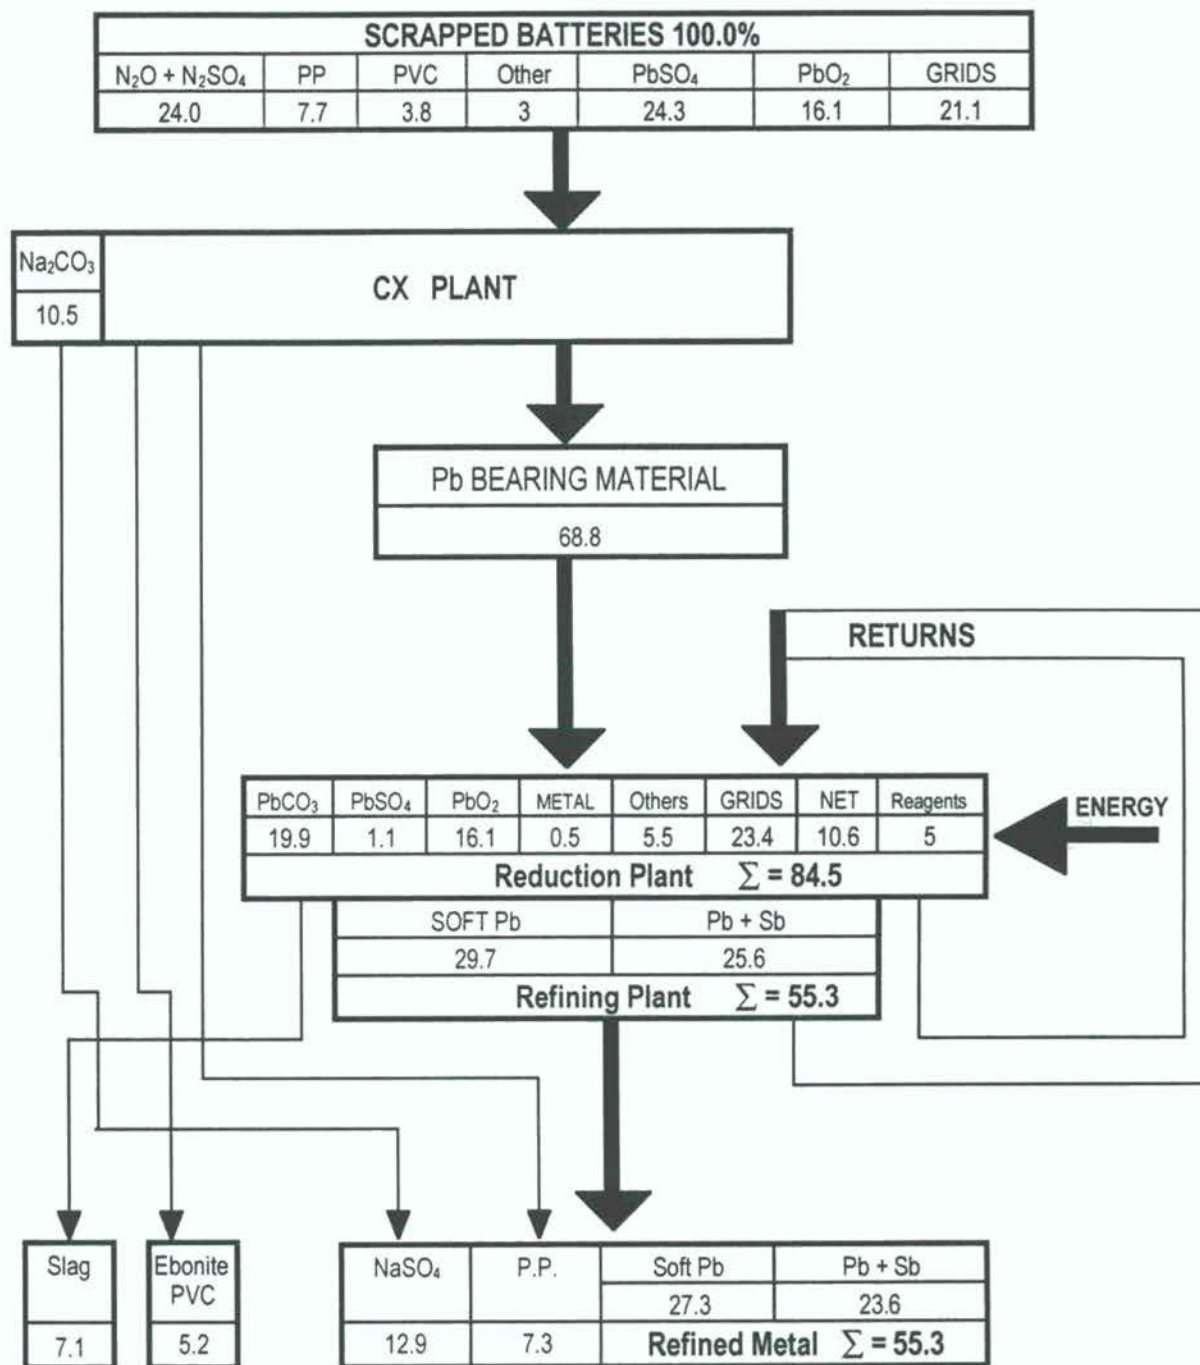 SCRAPPED BATTERIES 100.0%
N₂O + N₂SO₄ PP PVC Other PbSO₄ PbO₂ GRIDS
24.0 7.7 3.8 3 24.3 16.1 21.1
Na₂CO₃
10.5
CX PLANT
Pb BEARING MATERIAL
68.8
RETURNS
PbCO₃ PbSO₄ PbO₂ METAL Others GRIDS NET Reagents
19.9 1.1 16.1 0.5 5.5 23.4 10.6 5
ENERGY
Reduction Plant Σ = 84.5
SOFT Pb Pb + Sb
29.7 25.6
Refining Plant Σ = 55.3
Slag
7.1
Ebonite
PVC
5.2
NaSO₄ P.P. Soft Pb Pb + Sb
27.3 23.6
12.9 7.3 Refined Metal Σ = 55.3